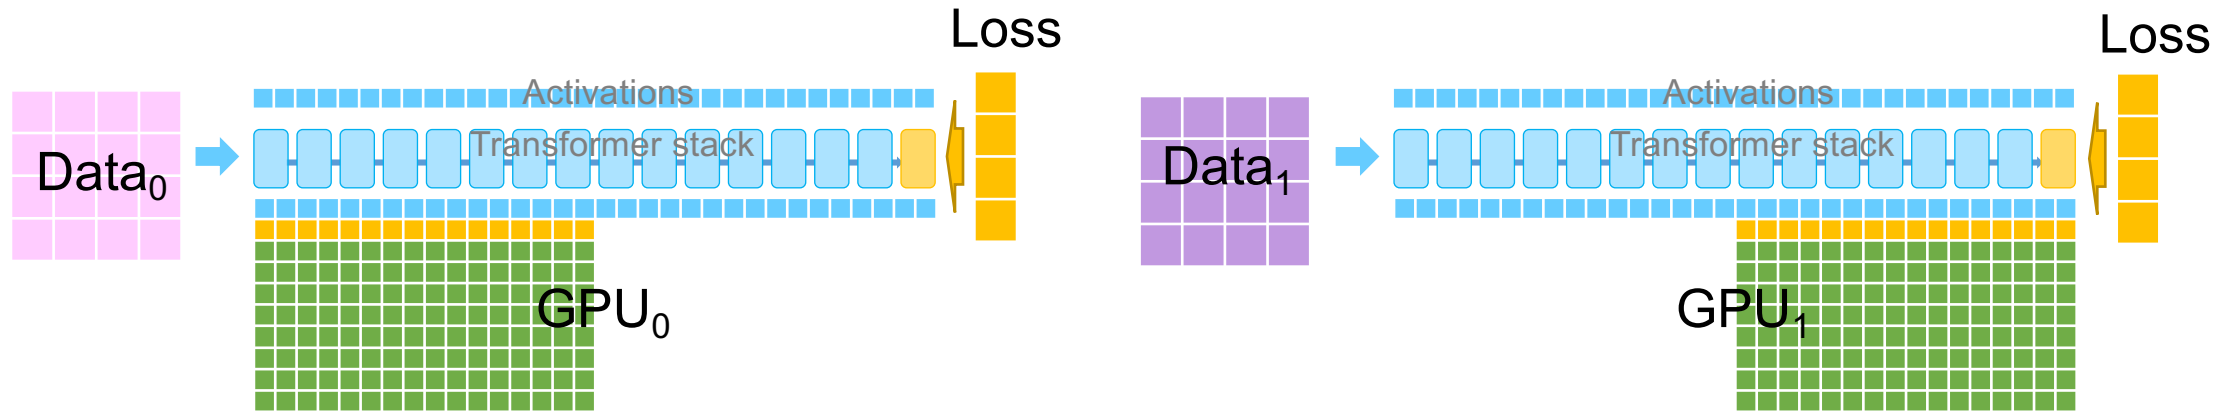 Loss
Activations
Transformer stack
Data0
GPU0
Loss
Activations
Transformer stack
Data1
GPU1